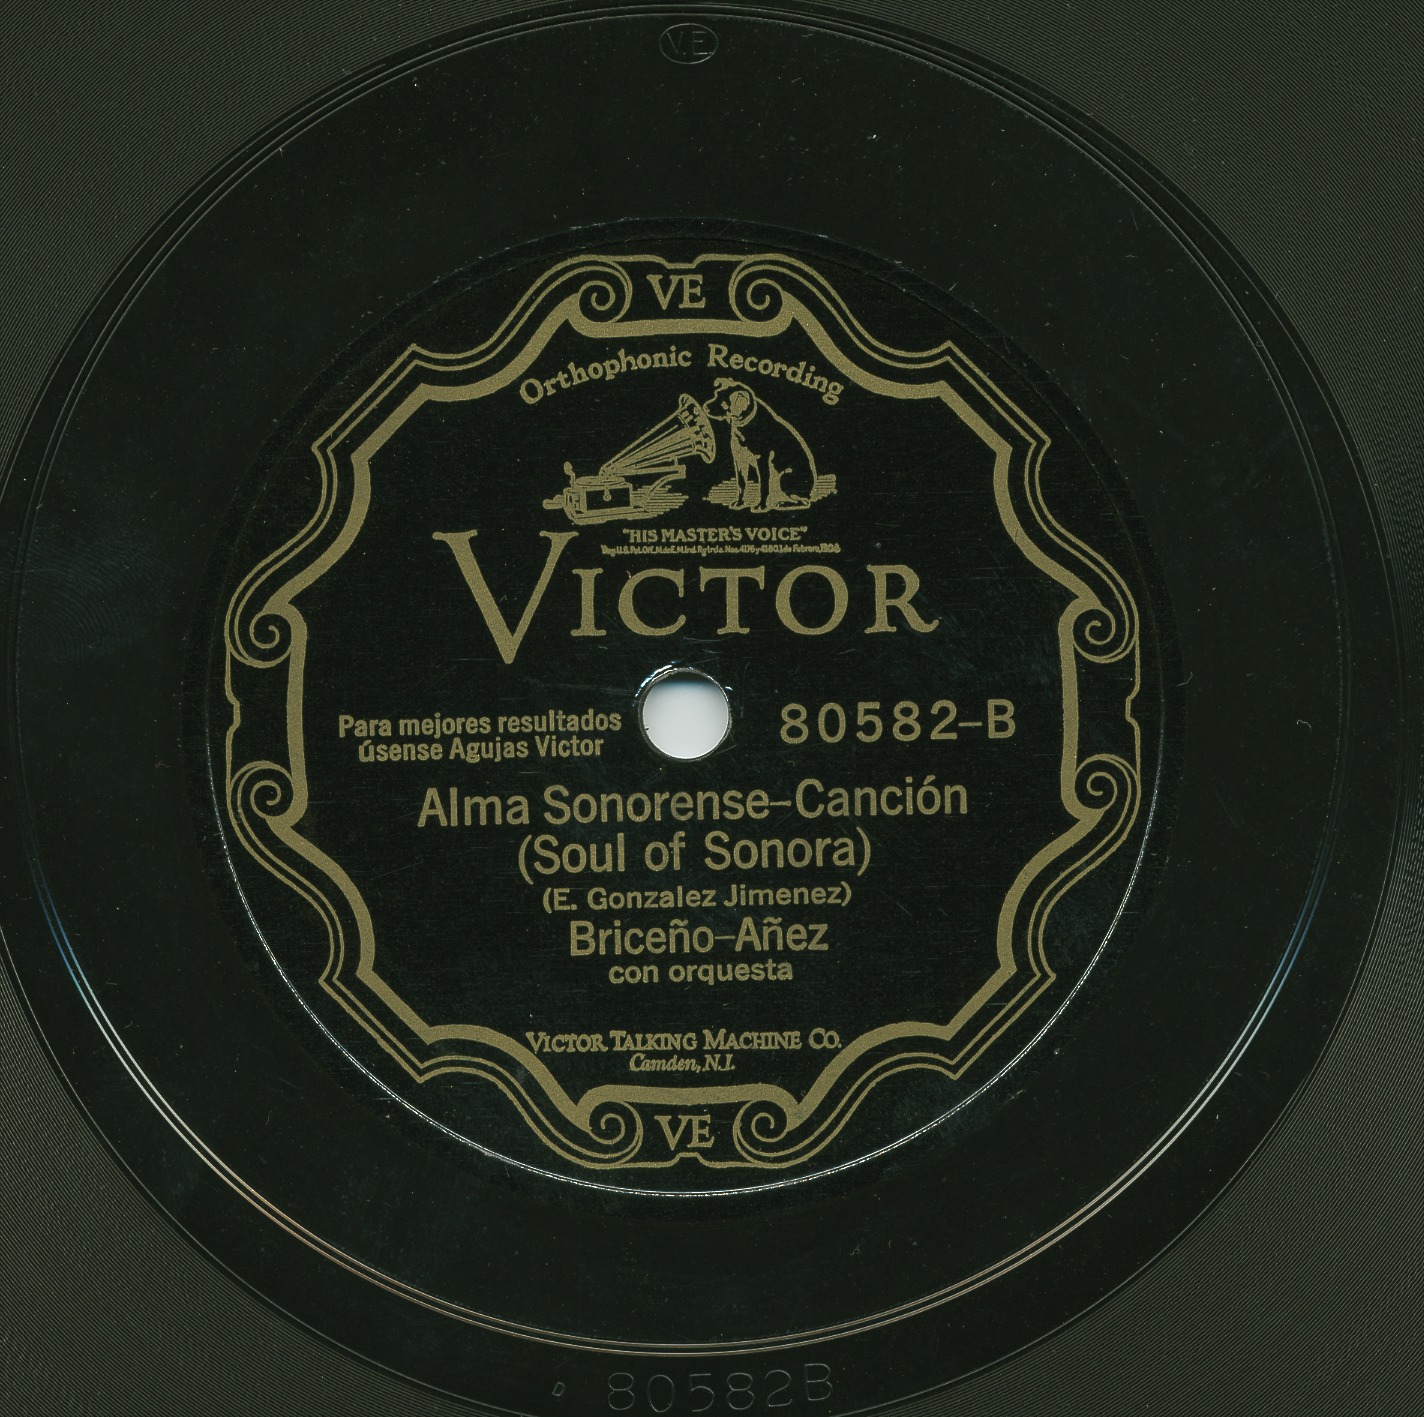 V.E.
VE
Orthophonic Recording
"HIS MASTER'S VOICE"
VICTOR
Para mejores resultados
úsense Agujas Victor
80582-B
Alma Sonorense-Canción
(Soul of Sonora)
(E. Gonzalez Jimenez)
Briceño-Añez
con orquesta
VICTOR TALKING MACHINE CO.
Camden, N.J.
VE
80582B